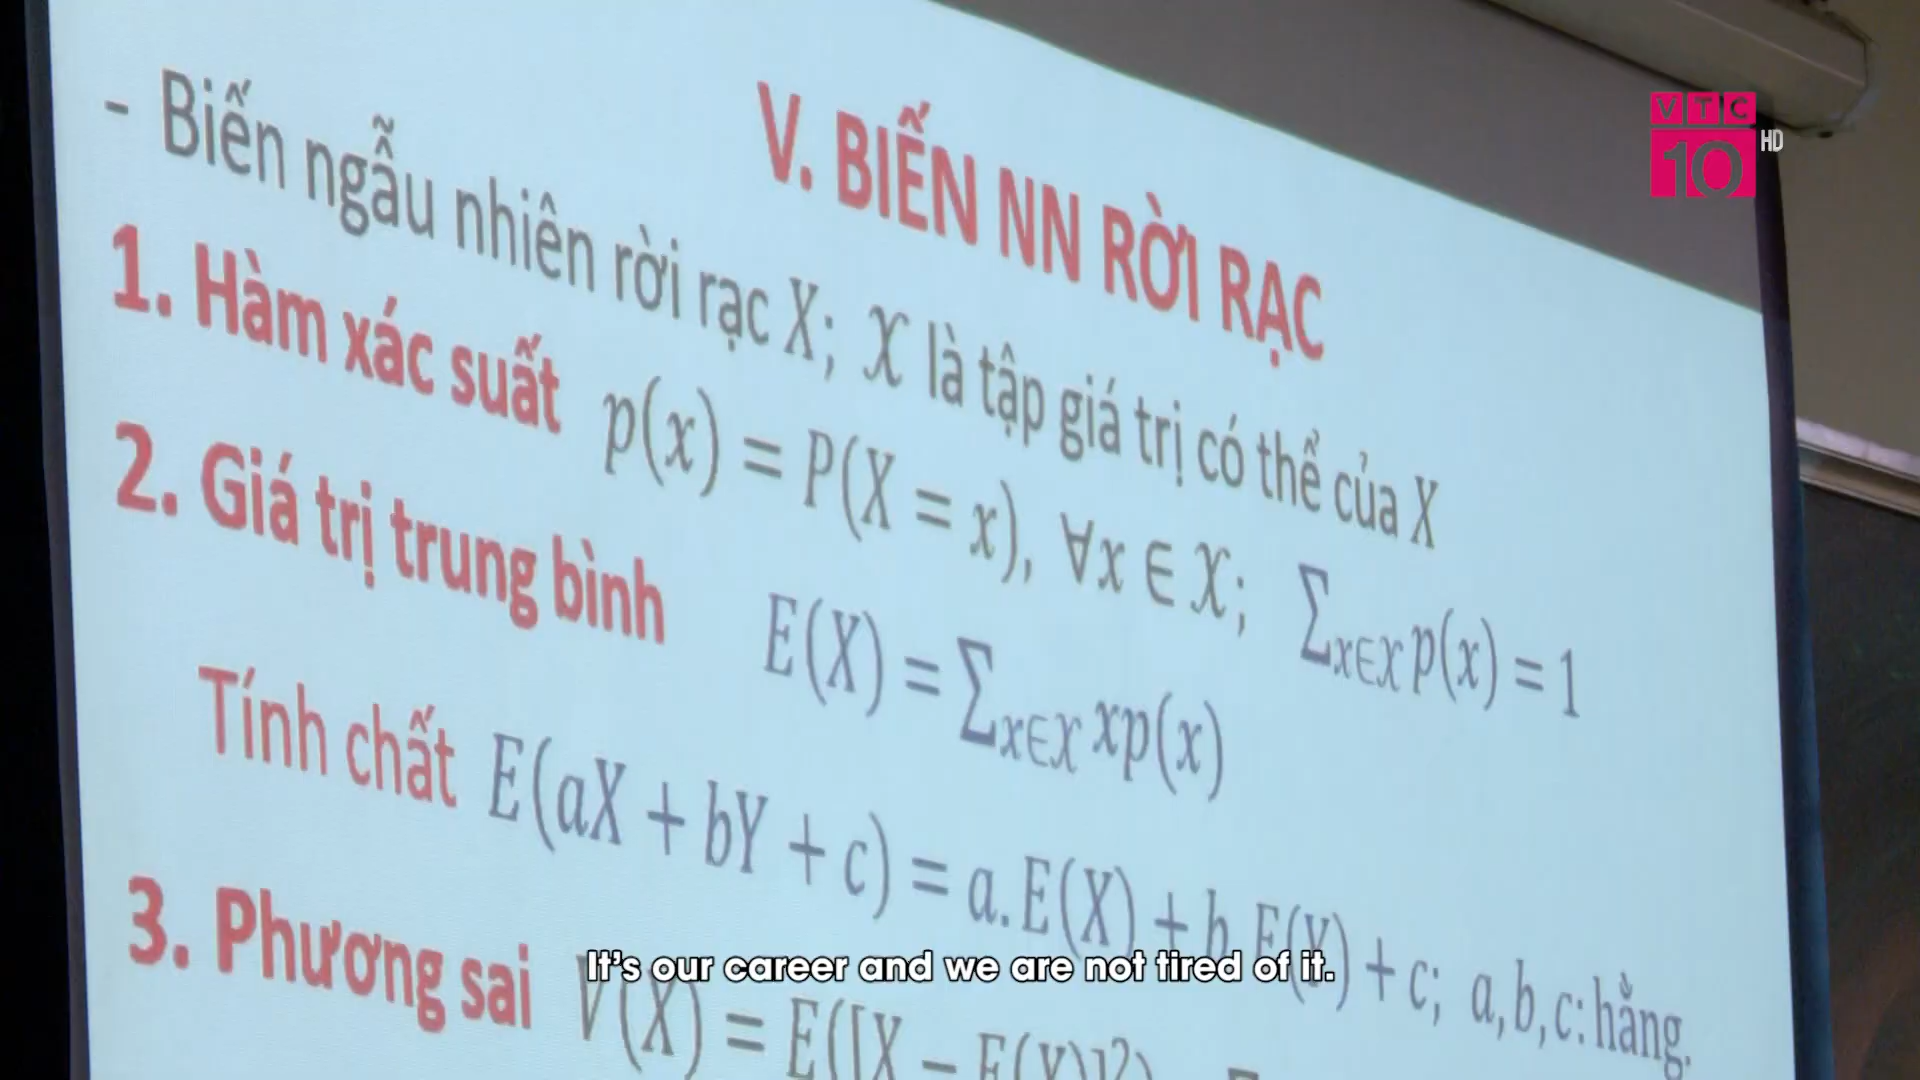 V. BIẾN NN RỜI RẠC
- Biến ngẫu nhiên rời rạc X; 𝒳 là tập giá trị có thể của X
1. Hàm xác suất p(x) = P(X = x), ∀x ∈ 𝒳; ∑x∈𝒳 p(x) = 1
2. Giá trị trung bình E(X) = ∑x∈𝒳 xp(x)
Tính chất E(aX + bY + c) = a.E(X) + b.E(Y) + c; a, b, c: hằng.
3. Phương sai V(X) = E([X − E(X)]²)
It's our career and we are not tired of it.
VTC
10 HD